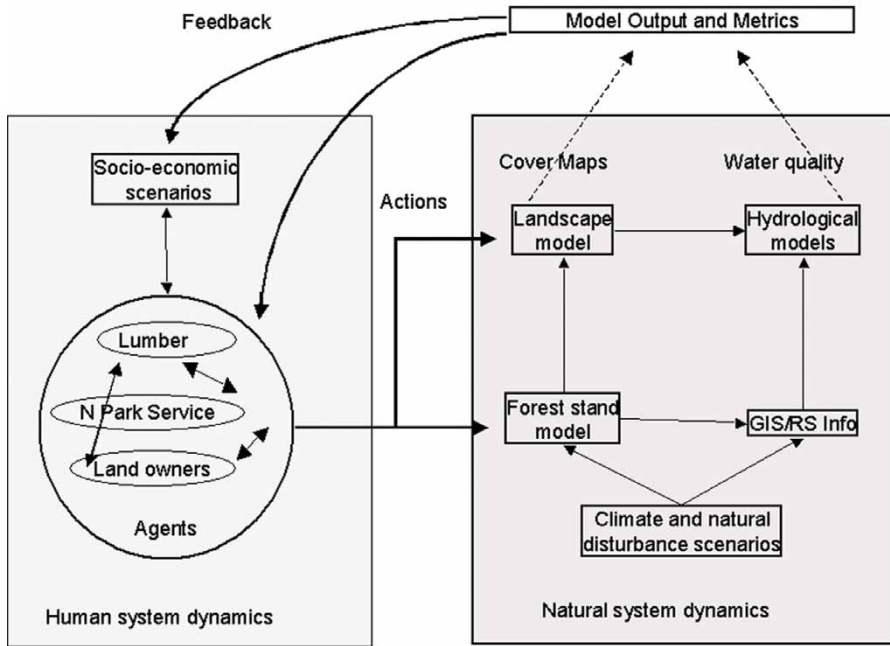 Feedback
Model Output and Metrics
Socio-economic
scenarios
Actions
Cover Maps
Water quality
Landscape
model
Hydrological
models
Lumber
N Park Service
Land owners
Agents
Forest stand
model
GIS/RS Info
Climate and natural
disturbance scenarios
Human system dynamics
Natural system dynamics